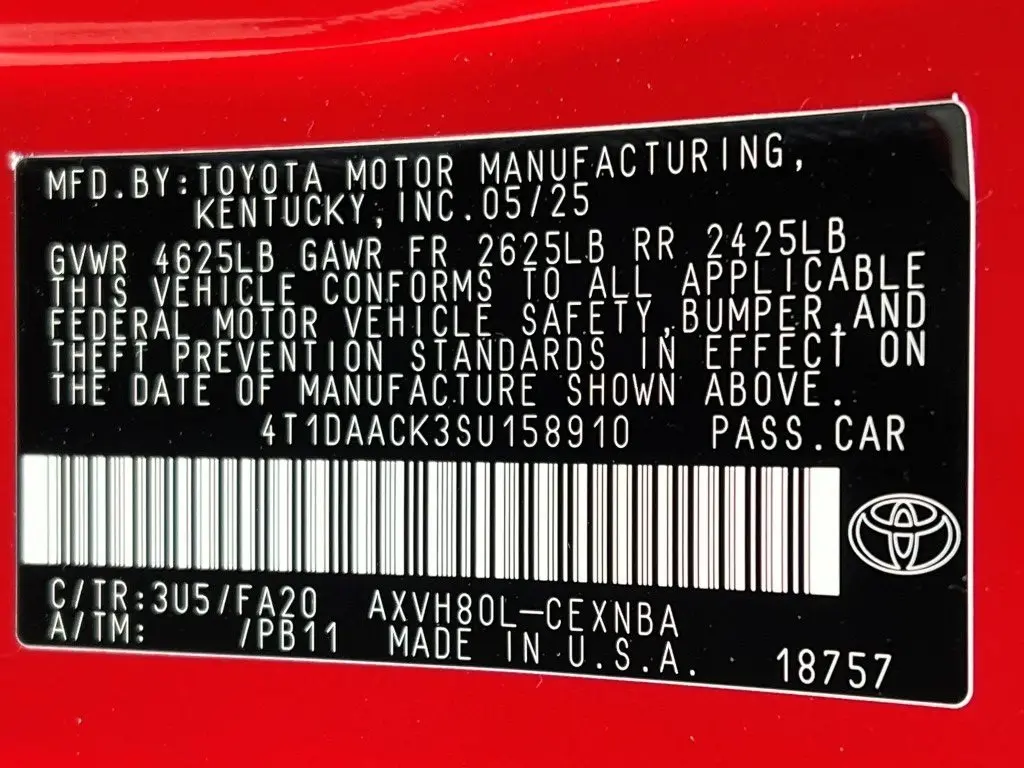 MFD.BY:TOYOTA MOTOR MANUFACTURING,
KENTUCKY,INC.05/25
GVWR 4625LB GAWR FR 2625LB RR 2425LB
THIS VEHICLE CONFORMS TO ALL APPLICABLE
FEDERAL MOTOR VEHICLE SAFETY,BUMPER,AND
THEFT PREVENTION STANDARDS IN EFFECT ON
THE DATE OF MANUFACTURE SHOWN ABOVE.
4T1DAACK3SU158910 PASS.CAR
C/TR:3U5/FA20 AXVH80L-CEXNBA
A/TM: /PB11 MADE IN U.S.A. 18757